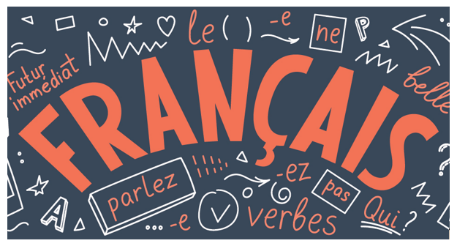 le ( ) -e ne P
Futur
immédiat
belle
FRANÇAIS
parlez
-ez
pas
A
-e
verbes
Qui ?
?